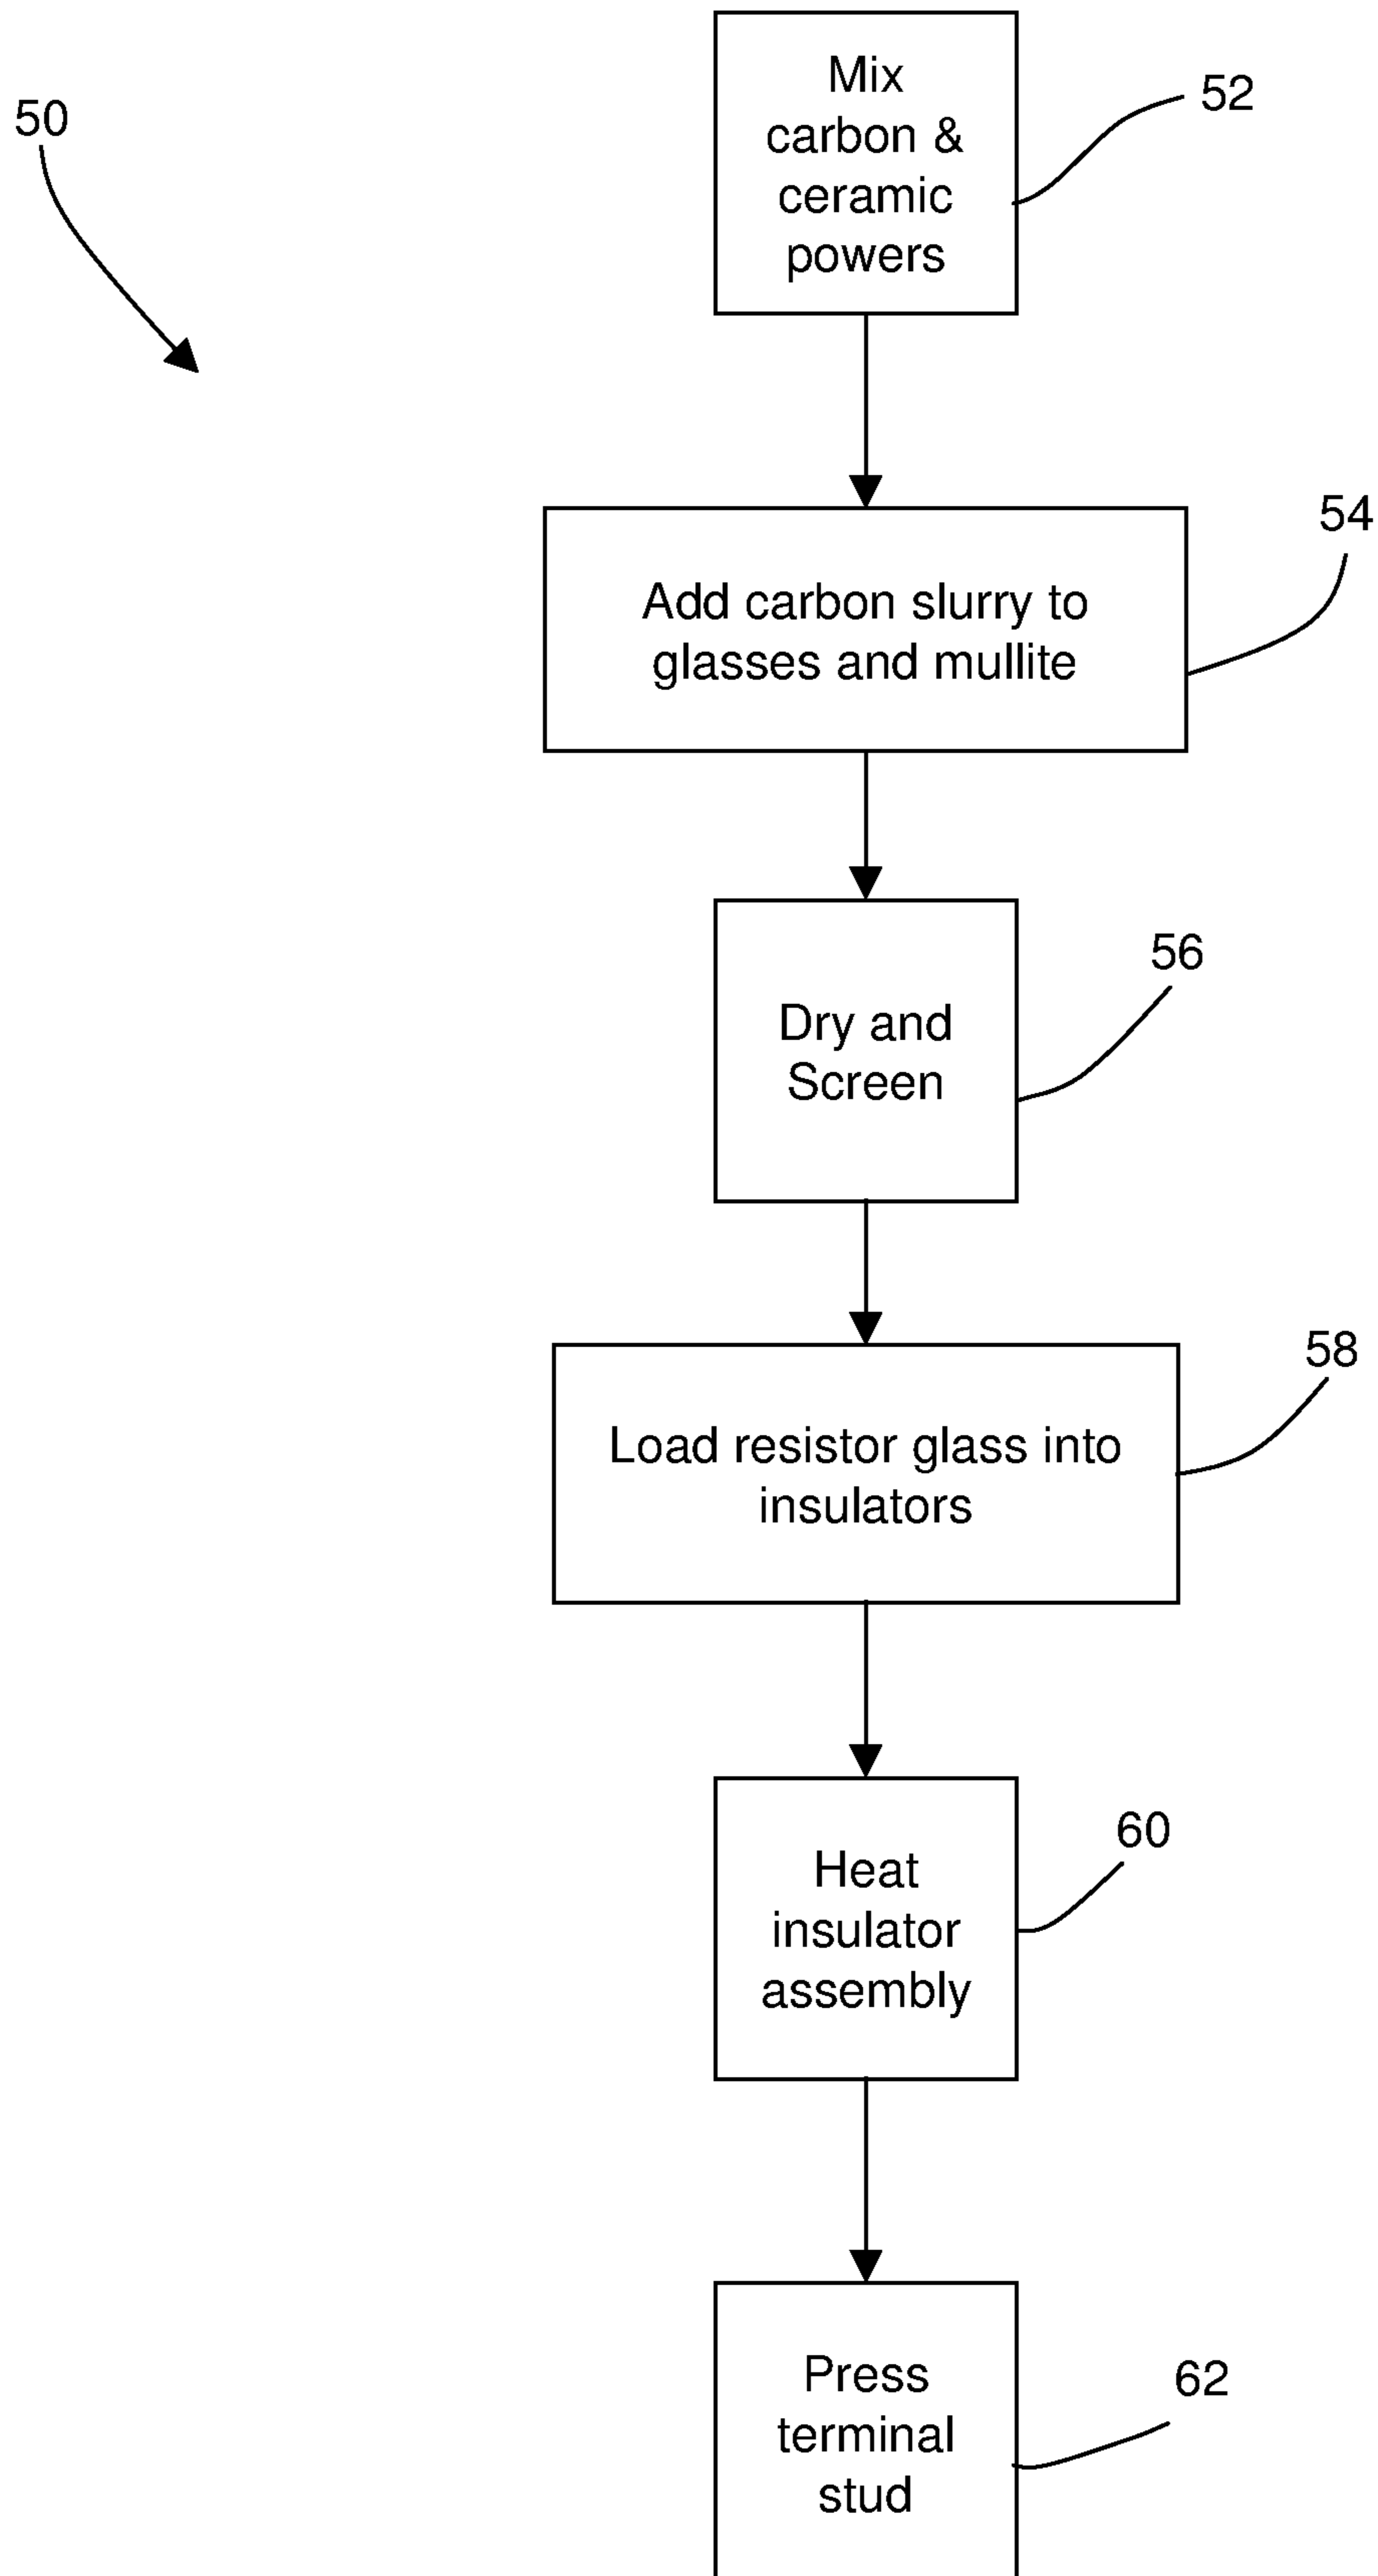 50
Mix
carbon &
ceramic
powers
52
Add carbon slurry to
glasses and mullite
54
Dry and
Screen
56
Load resistor glass into
insulators
58
Heat
insulator
assembly
60
Press
terminal
stud
62